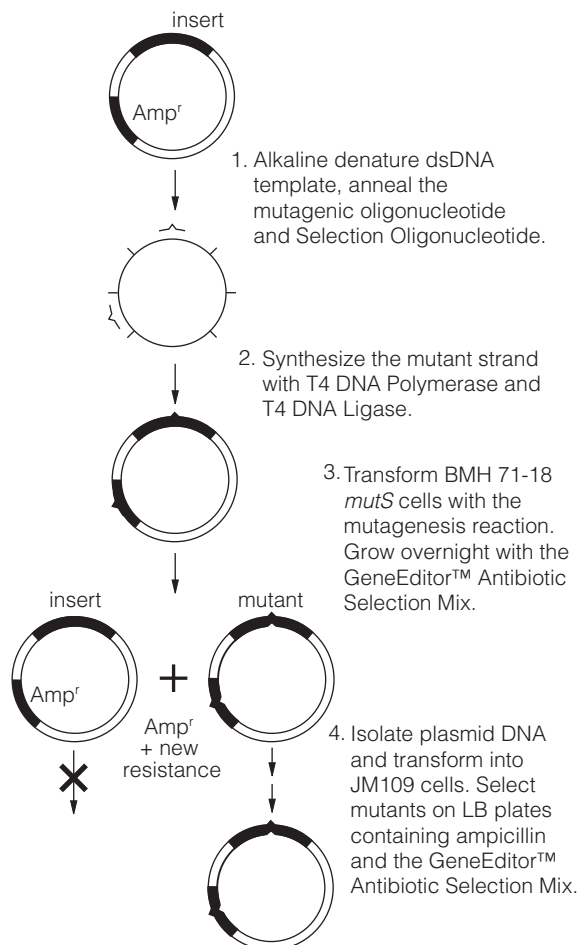 insert
Ampʳ
1. Alkaline denature dsDNA
template, anneal the
mutagenic oligonucleotide
and Selection Oligonucleotide.
2. Synthesize the mutant strand
with T4 DNA Polymerase and
T4 DNA Ligase.
3. Transform BMH 71-18
mutS cells with the
mutagenesis reaction.
Grow overnight with the
GeneEditor™ Antibiotic
Selection Mix.
insert
mutant
Ampʳ
+
Ampʳ
+ new
resistance
4. Isolate plasmid DNA
and transform into
JM109 cells. Select
mutants on LB plates
containing ampicillin
and the GeneEditor™
Antibiotic Selection Mix.